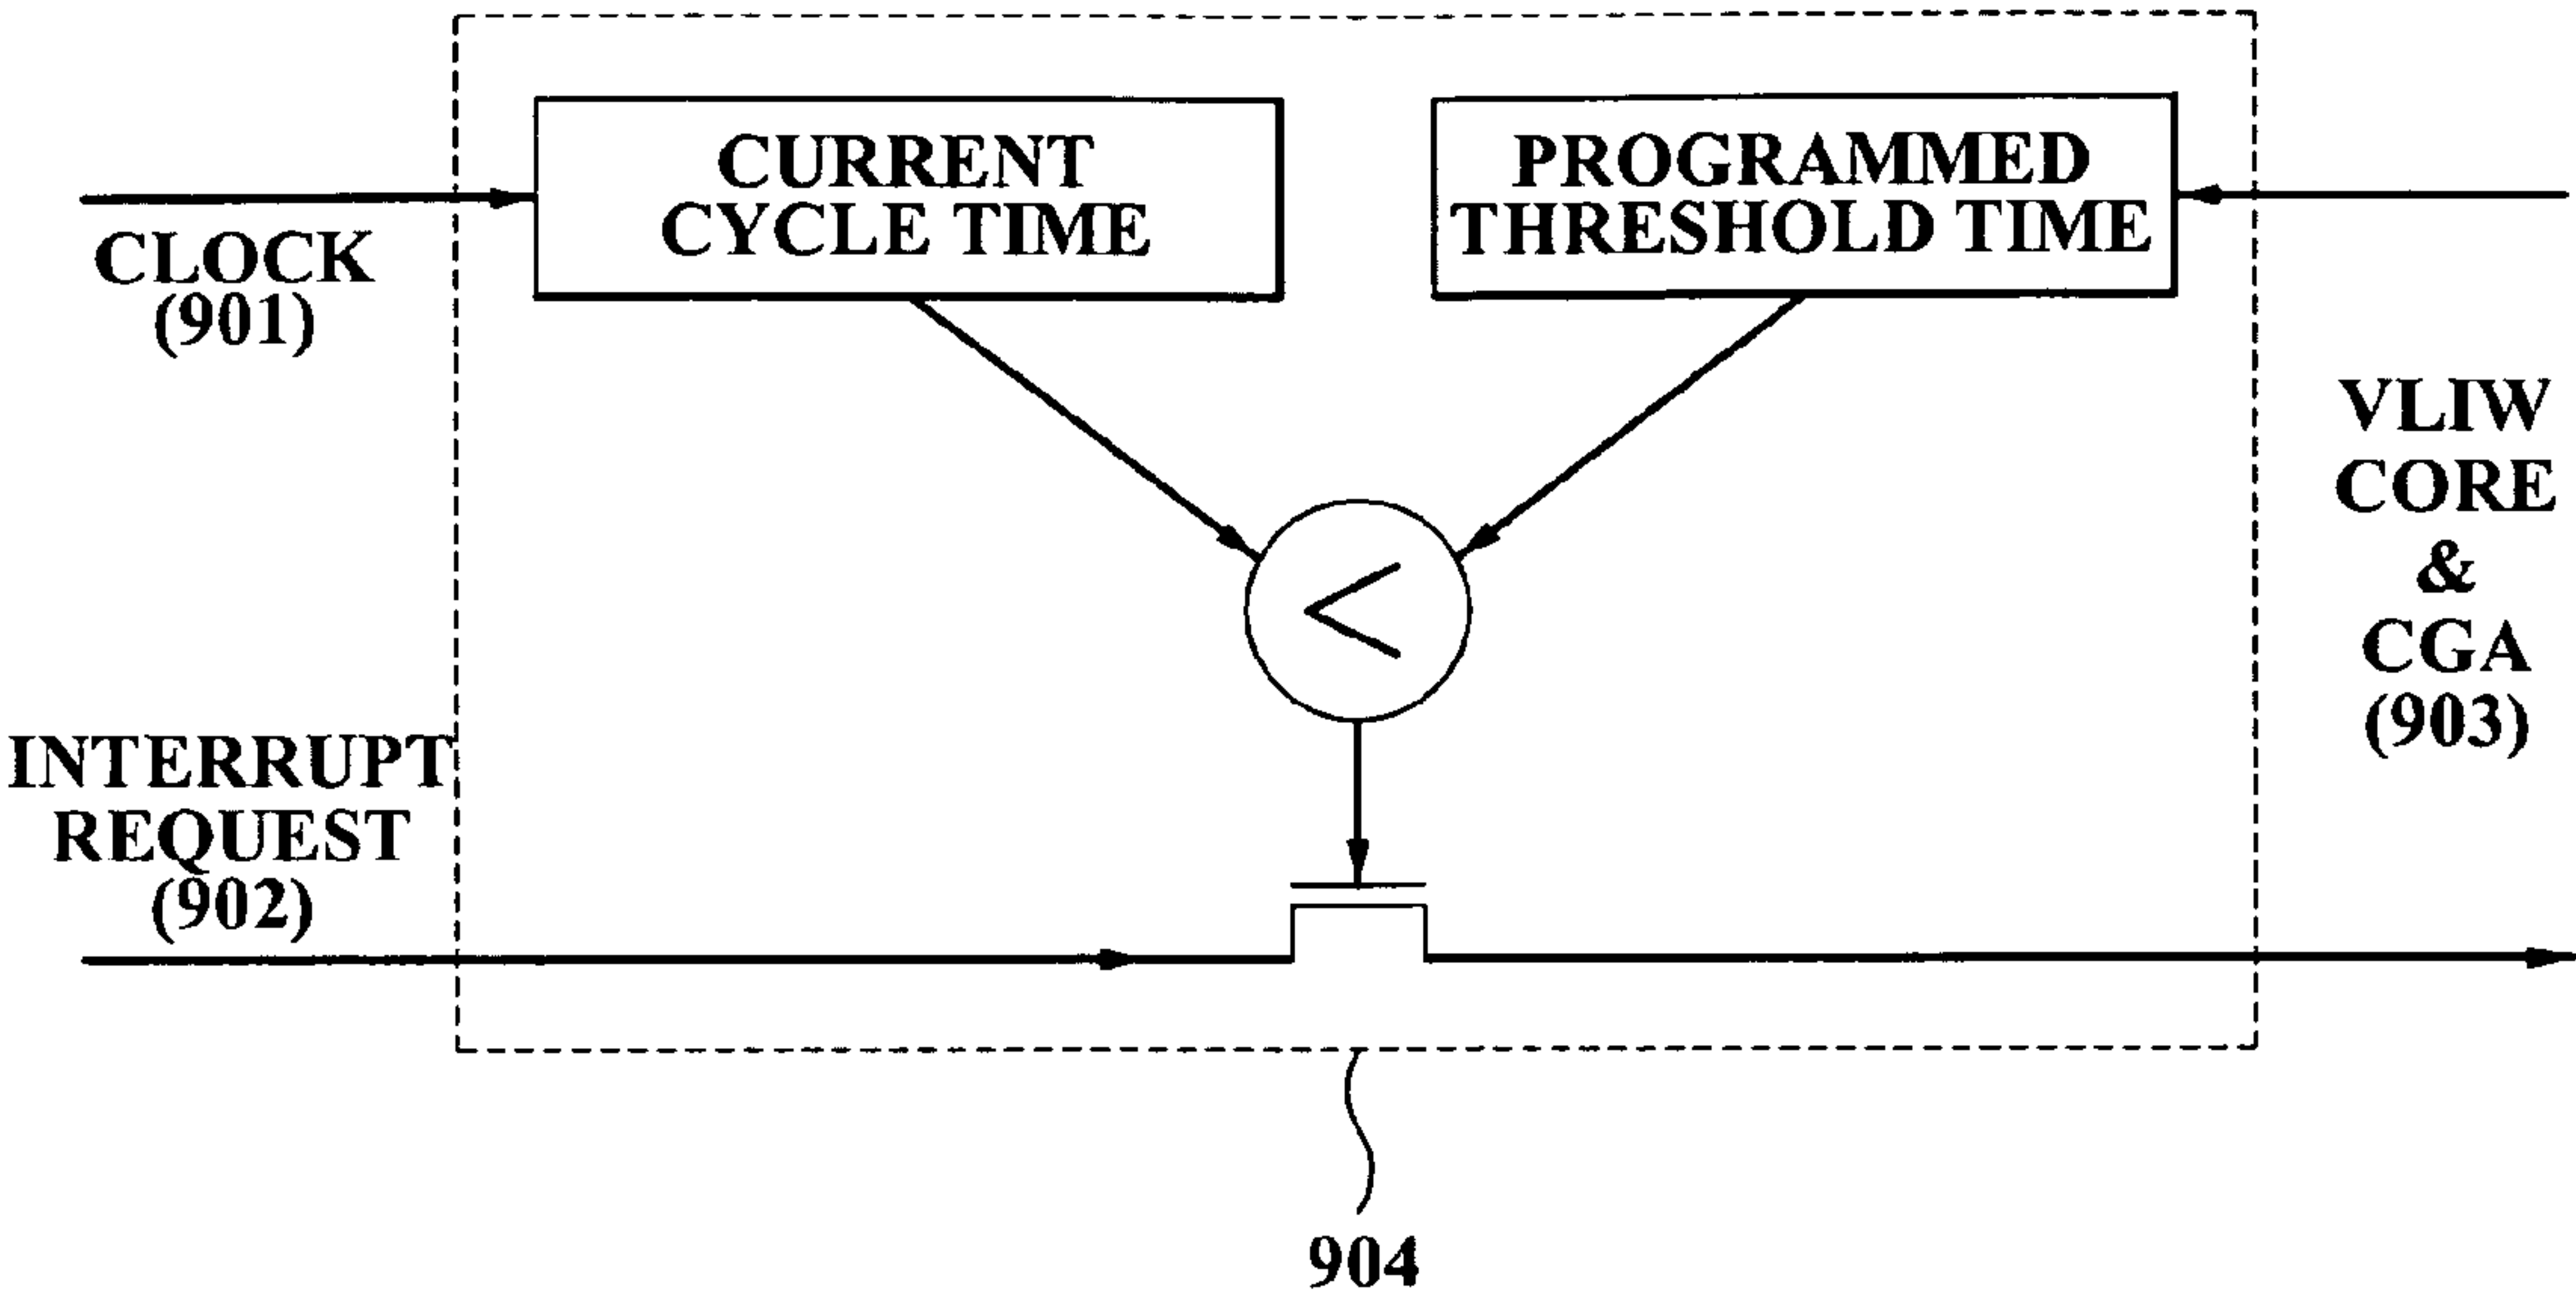 CURRENT
CYCLE TIME
PROGRAMMED
THRESHOLD TIME
CLOCK
(901)
<
VLIW
CORE
&
CGA
(903)
INTERRUPT
REQUEST
(902)
904